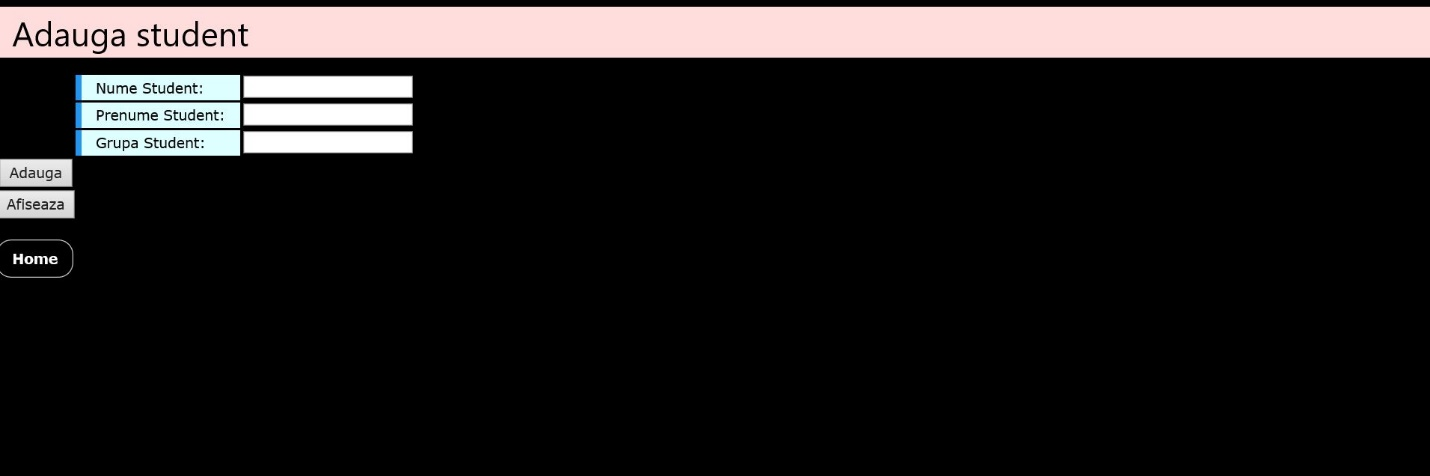 Adauga student
Nume Student:
Prenume Student:
Grupa Student:
Adauga
Afiseaza
Home